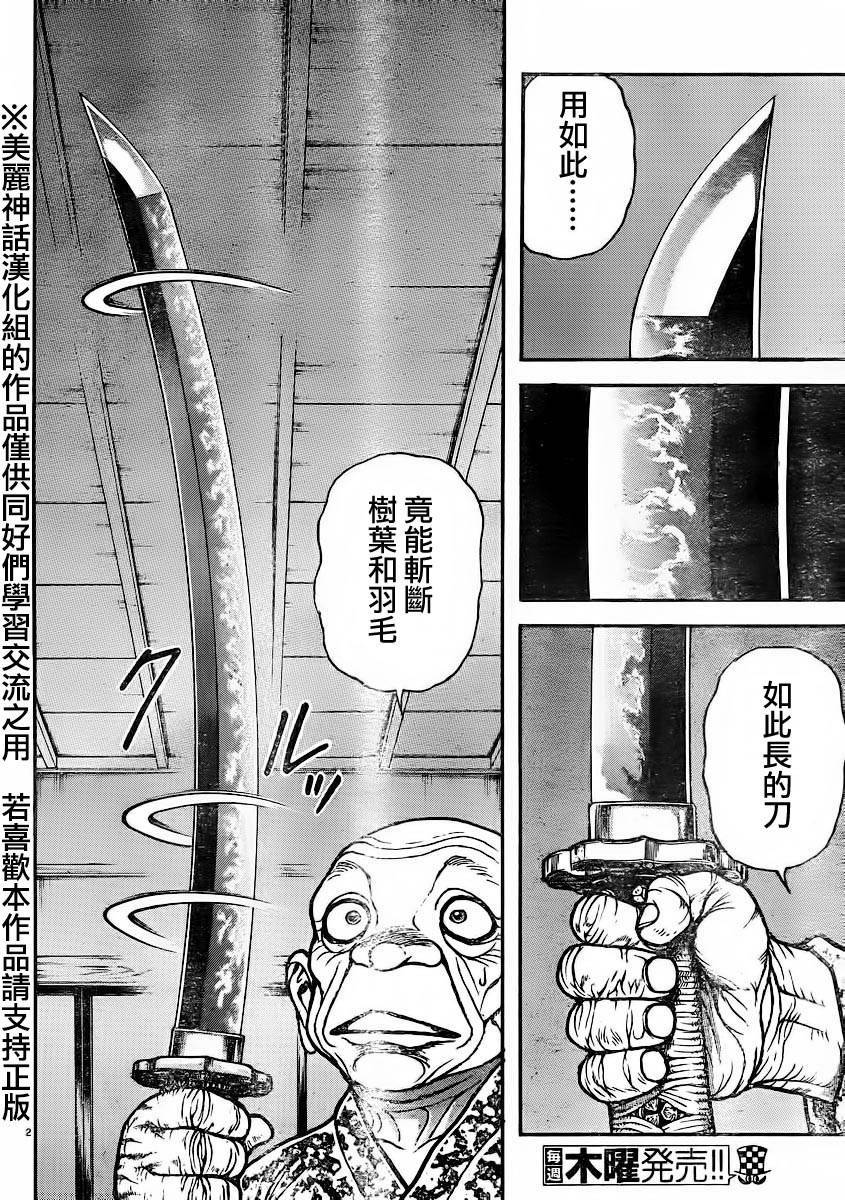 用如此……
如此長的刀
竟能斬斷
樹葉和羽毛
クル
毎週木曜発売!!
※美麗神話漢化組的作品僅供同好們學習交流之用 若喜歡本作品請支持正版
2